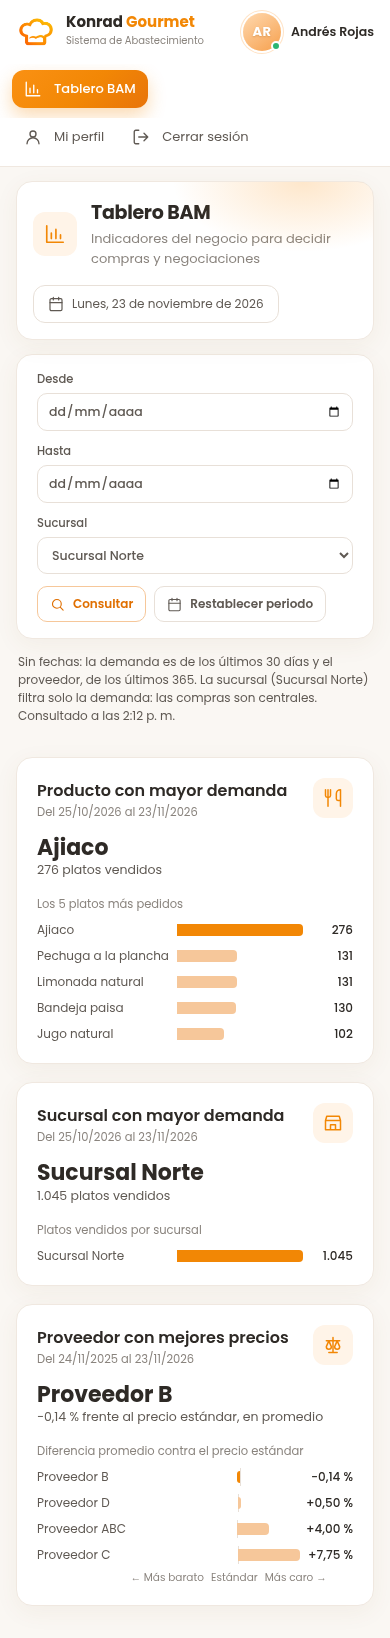 Konrad Gourmet
Sistema de Abastecimiento
AR
Andrés Rojas
Tablero BAM
Mi perfil
Cerrar sesión
Tablero BAM
Indicadores del negocio para decidir
compras y negociaciones
Lunes, 23 de noviembre de 2026
Desde
dd/mm/aaaa
Hasta
dd/mm/aaaa
Sucursal
Sucursal Norte
Consultar
Restablecer periodo
Sin fechas: la demanda es de los últimos 30 días y el
proveedor, de los últimos 365. La sucursal (Sucursal Norte)
filtra solo la demanda: las compras son centrales.
Consultado a las 2:12 p. m.
Producto con mayor demanda
Del 25/10/2026 al 23/11/2026
Ajiaco
276 platos vendidos
Los 5 platos más pedidos
Ajiaco 276
Pechuga a la plancha 131
Limonada natural 131
Bandeja paisa 130
Jugo natural 102
Sucursal con mayor demanda
Del 25/10/2026 al 23/11/2026
Sucursal Norte
1.045 platos vendidos
Platos vendidos por sucursal
Sucursal Norte 1.045
Proveedor con mejores precios
Del 24/11/2025 al 23/11/2026
Proveedor B
-0,14 % frente al precio estándar, en promedio
Diferencia promedio contra el precio estándar
Proveedor B -0,14 %
Proveedor D +0,50 %
Proveedor ABC +4,00 %
Proveedor C +7,75 %
← Más barato Estándar Más caro →